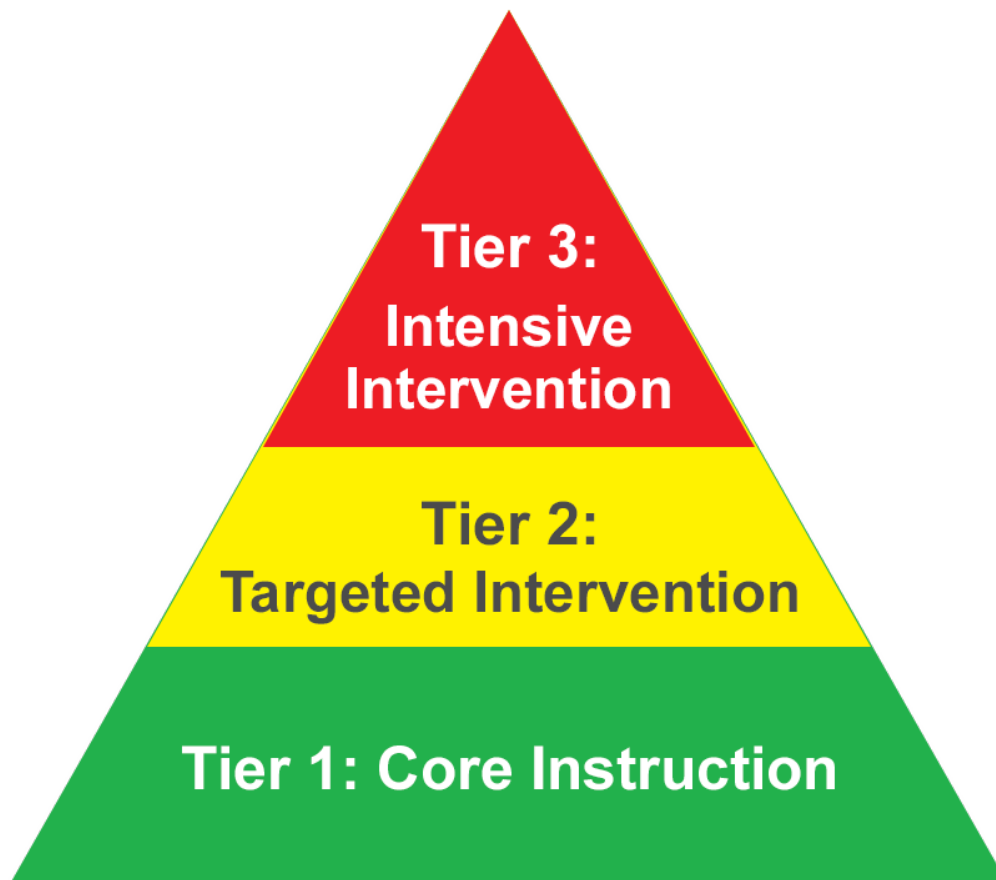 Tier 3:
Intensive
Intervention
Tier 2:
Targeted Intervention
Tier 1: Core Instruction